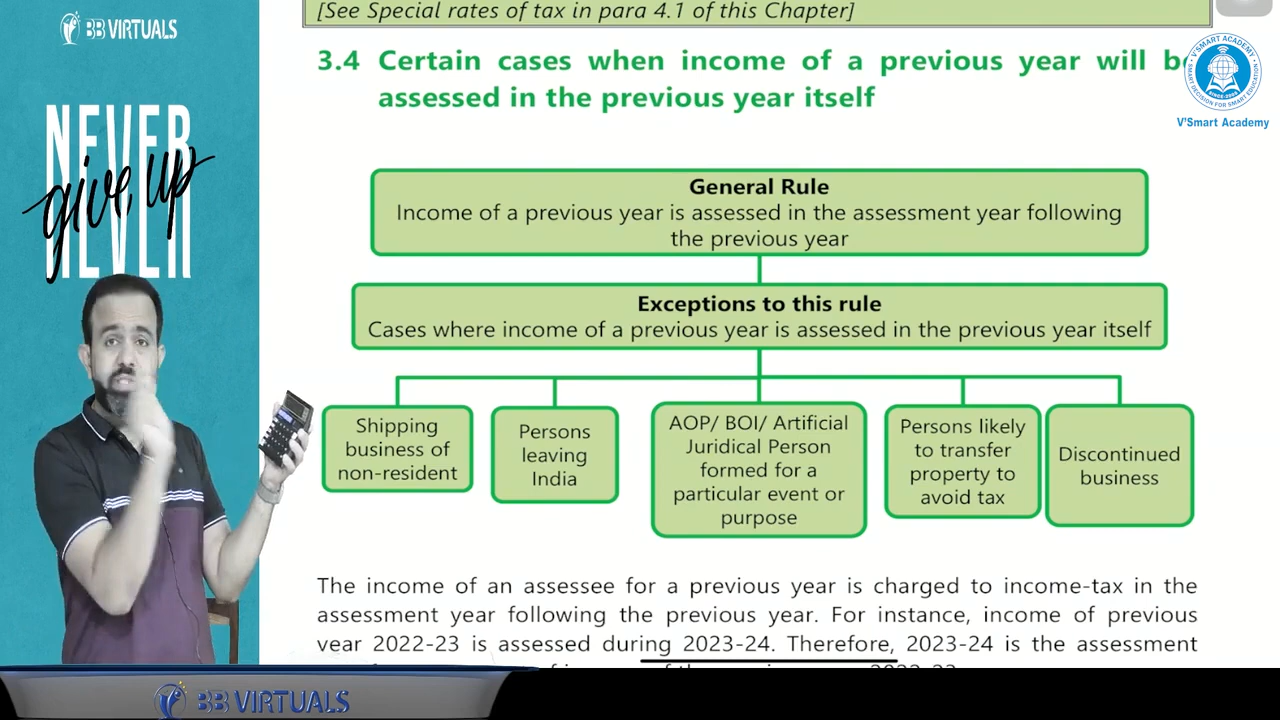 BB VIRTUALS
NEVER
give up
NEVER
[See Special rates of tax in para 4.1 of this Chapter]
3.4 Certain cases when income of a previous year will be
assessed in the previous year itself
V'SMART ACADEMY
SMART DECISION FOR SMART EDUCATION
V'Smart Academy
General Rule
Income of a previous year is assessed in the assessment year following
the previous year
Exceptions to this rule
Cases where income of a previous year is assessed in the previous year itself
Shipping
business of
non-resident
Persons
leaving
India
AOP/ BOI/ Artificial
Juridical Person
formed for a
particular event or
purpose
Persons likely
to transfer
property to
avoid tax
Discontinued
business
The income of an assessee for a previous year is charged to income-tax in the
assessment year following the previous year. For instance, income of previous
year 2022-23 is assessed during 2023-24. Therefore, 2023-24 is the assessment
BB VIRTUALS